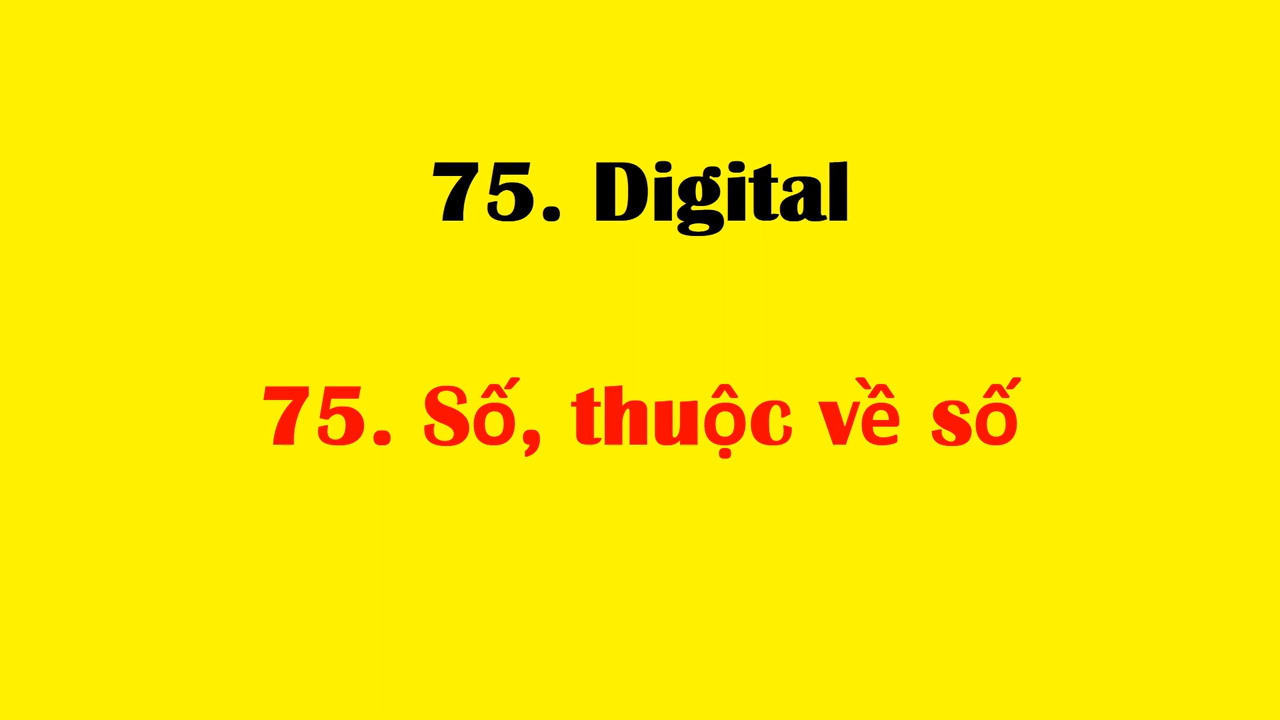 75. Digital
75. Số, thuộc về số